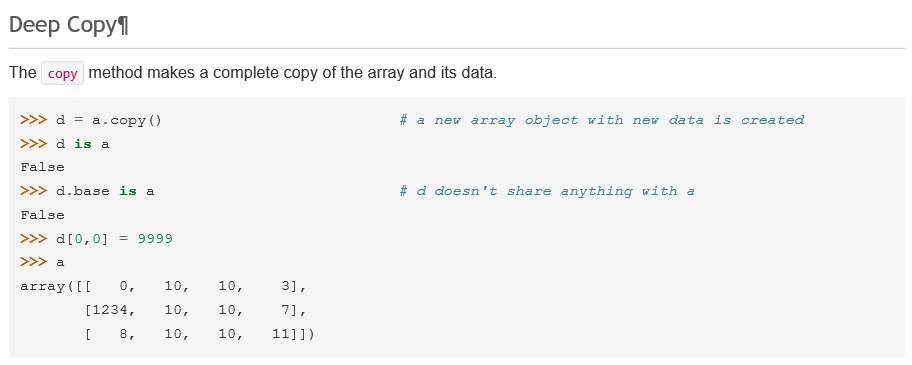 Deep Copy¶
The copy method makes a complete copy of the array and its data.
>>> d = a.copy()                          # a new array object with new data is created
>>> d is a
False
>>> d.base is a                           # d doesn't share anything with a
False
>>> d[0,0] = 9999
>>> a
array([[   0,   10,   10,    3],
       [1234,   10,   10,    7],
       [   8,   10,   10,   11]])